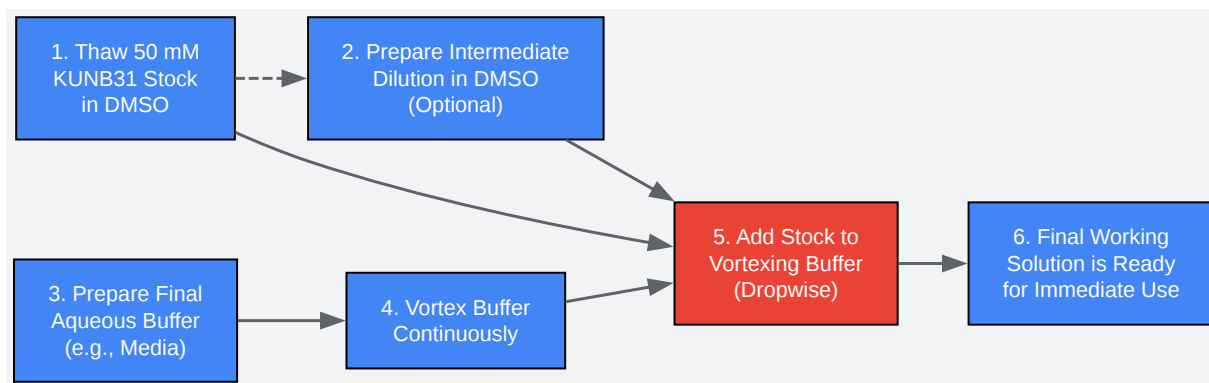 1. Thaw 50 mM
KUNB31 Stock
in DMSO
2. Prepare Intermediate
Dilution in DMSO
(Optional)
3. Prepare Final
Aqueous Buffer
(e.g., Media)
4. Vortex Buffer
Continuously
5. Add Stock to
Vortexing Buffer
(Dropwise)
6. Final Working
Solution is Ready
for Immediate Use